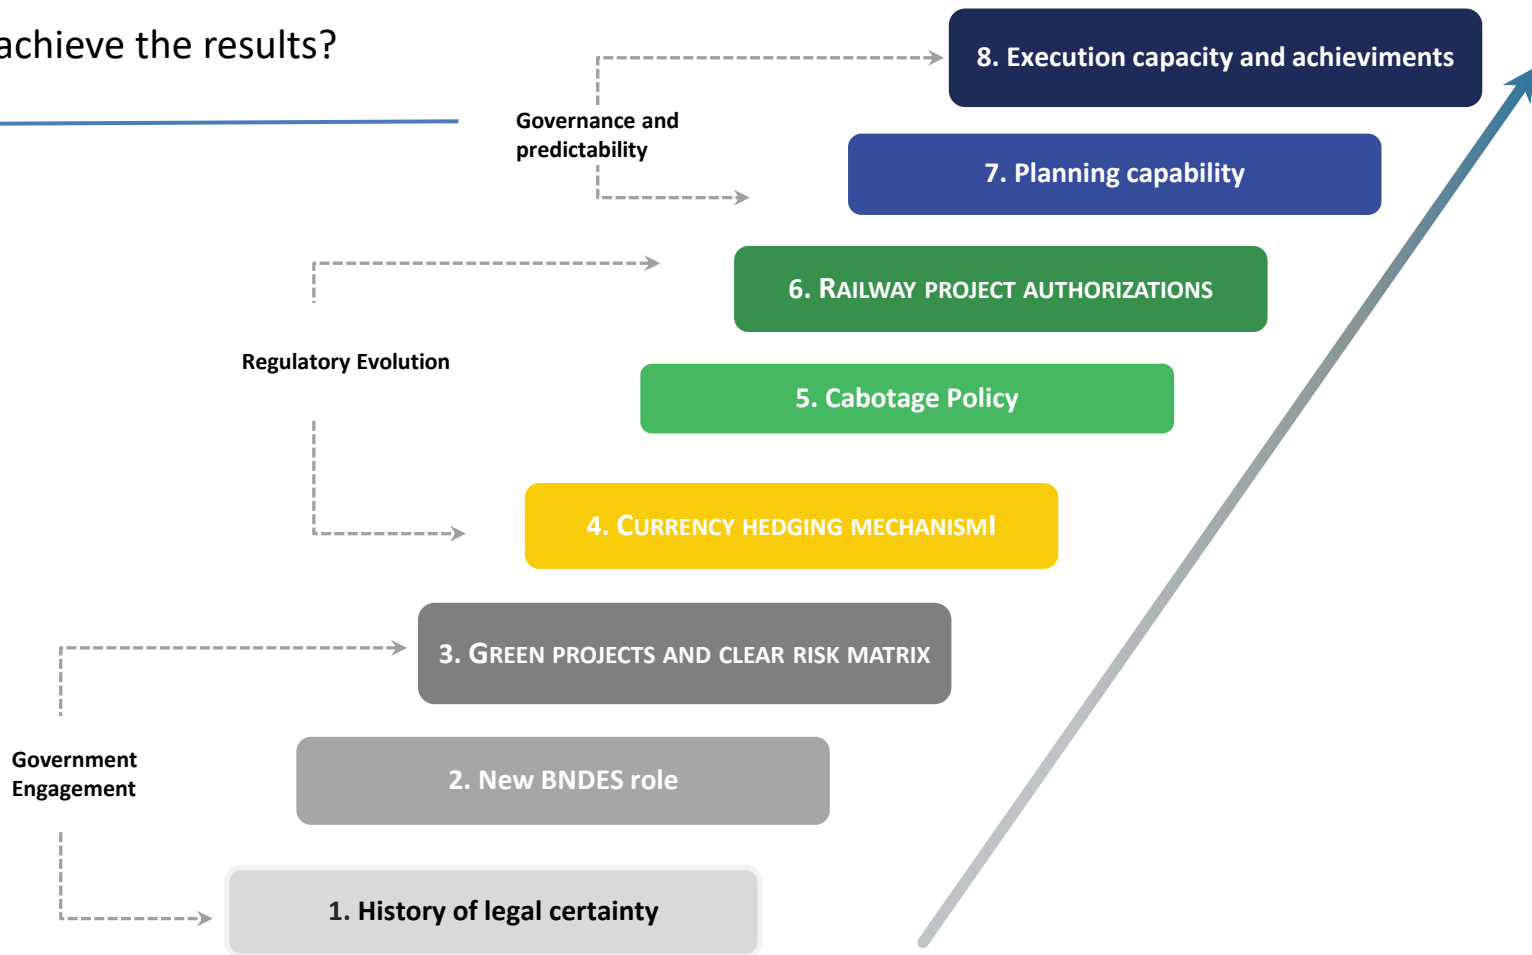 achieve the results?
8. Execution capacity and achieviments
Governance and
predictability
7. Planning capability
6. RAILWAY PROJECT AUTHORIZATIONS
Regulatory Evolution
5. Cabotage Policy
4. CURRENCY HEDGING MECHANISMI
3. GREEN PROJECTS AND CLEAR RISK MATRIX
Government
Engagement
2. New BNDES role
1. History of legal certainty